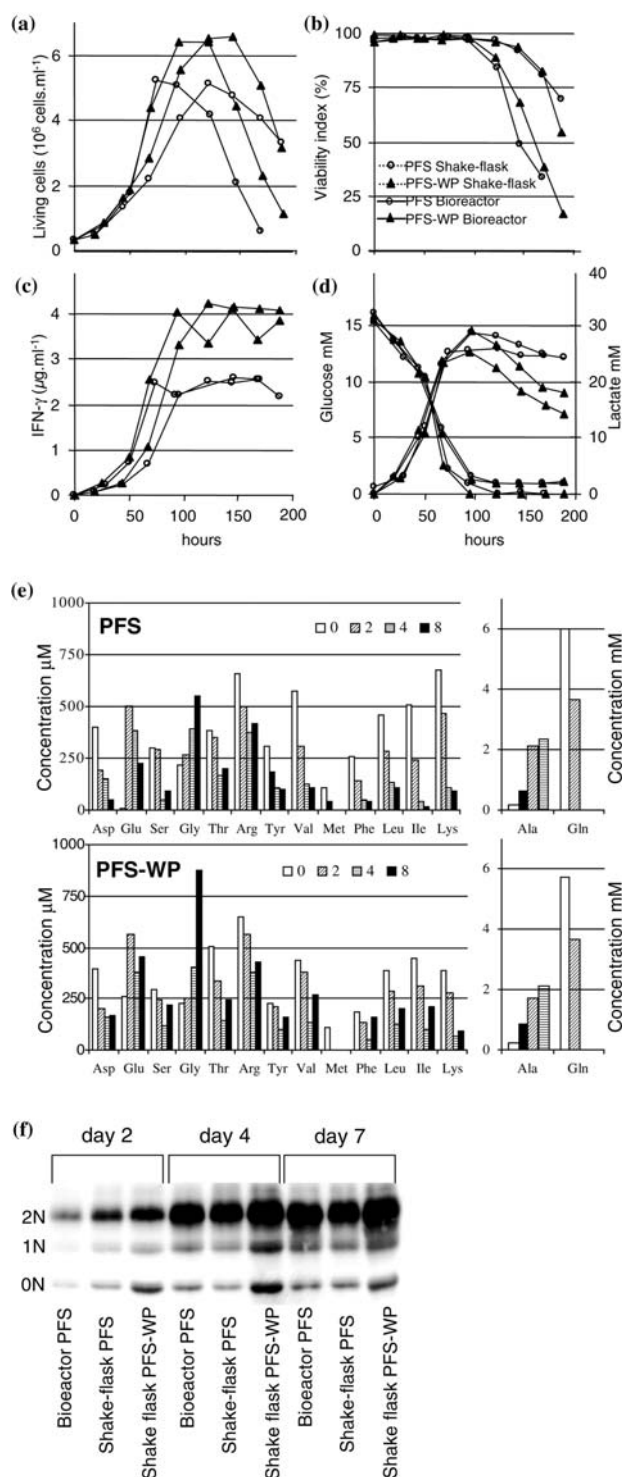 (a)
Living cells (10⁶ cells.ml⁻¹)
6
4
2
0
(b)
Viability index (%)
100
75
50
25
0
PFS Shake-flask
PFS-WP Shake-flask
PFS Bioreactor
PFS-WP Bioreactor
(c)
IFN-γ (µg.ml⁻¹)
4
3
2
1
0
0 50 100 150 200
hours
(d)
Glucose mM
15
10
5
0
40
30
20
10
0
Lactate mM
0 50 100 150 200
hours
(e)
PFS
0 2 4 8
Concentration µM
1000
750
500
250
0
Asp Glu Ser Gly Thr Arg Tyr Val Met Phe Leu Ile Lys
6
4
2
0
Concentration mM
Ala Gln
PFS-WP
0 2 4 8
Concentration µM
1000
750
500
250
0
Asp Glu Ser Gly Thr Arg Tyr Val Met Phe Leu Ile Lys
6
4
2
0
Concentration mM
Ala Gln
(f)
day 2 day 4 day 7
2N
1N
0N
Bioeactor PFS
Shake-flask PFS
Shake flask PFS-WP
Bioeactor PFS
Shake-flask PFS
Shake flask PFS-WP
Bioeactor PFS
Shake-flask PFS
Shake flask PFS-WP